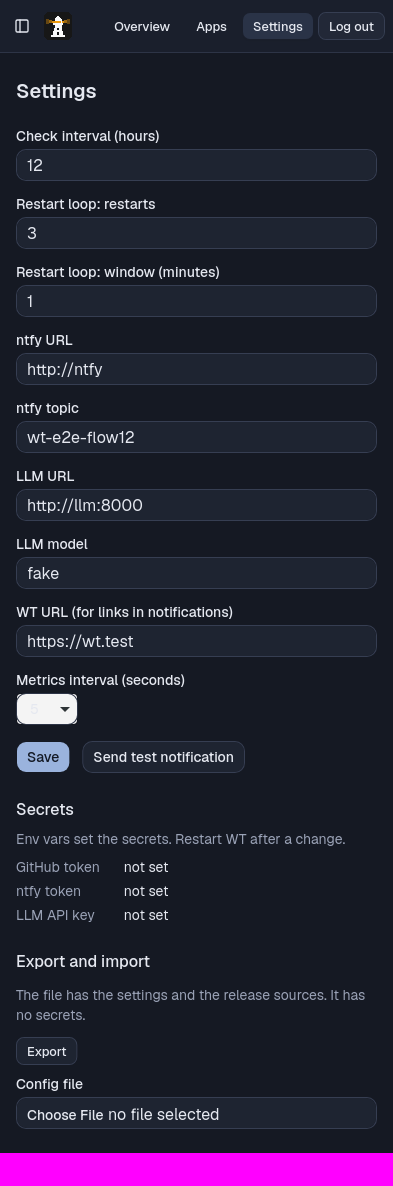 Overview Apps Settings Log out
Settings
Check interval (hours)
12
Restart loop: restarts
3
Restart loop: window (minutes)
1
ntfy URL
http://ntfy
ntfy topic
wt-e2e-flow12
LLM URL
http://llm:8000
LLM model
fake
WT URL (for links in notifications)
https://wt.test
Metrics interval (seconds)
Save Send test notification
Secrets
Env vars set the secrets. Restart WT after a change.
GitHub token not set
ntfy token not set
LLM API key not set
Export and import
The file has the settings and the release sources. It has
no secrets.
Export
Config file
Choose File no file selected